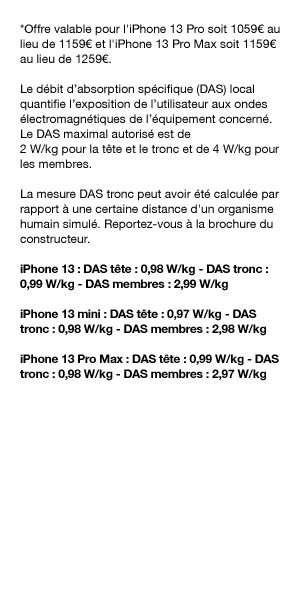 *Offre valable pour l'iPhone 13 Pro soit 1059€ au
lieu de 1159€ et l'iPhone 13 Pro Max soit 1159€
au lieu de 1259€.
Le débit d’absorption spécifique (DAS) local
quantifie l’exposition de l’utilisateur aux ondes
électromagnétiques de l’équipement concerné.
Le DAS maximal autorisé est de
2 W/kg pour la tête et le tronc et de 4 W/kg pour
les membres.
La mesure DAS tronc peut avoir été calculée par
rapport à une certaine distance d'un organisme
humain simulé. Reportez-vous à la brochure du
constructeur.
iPhone 13 : DAS tête : 0,98 W/kg - DAS tronc :
0,99 W/kg - DAS membres : 2,99 W/kg
iPhone 13 mini : DAS tête : 0,97 W/kg - DAS
tronc : 0,98 W/kg - DAS membres : 2,98 W/kg
iPhone 13 Pro Max : DAS tête : 0,99 W/kg - DAS
tronc : 0,98 W/kg - DAS membres : 2,97 W/kg